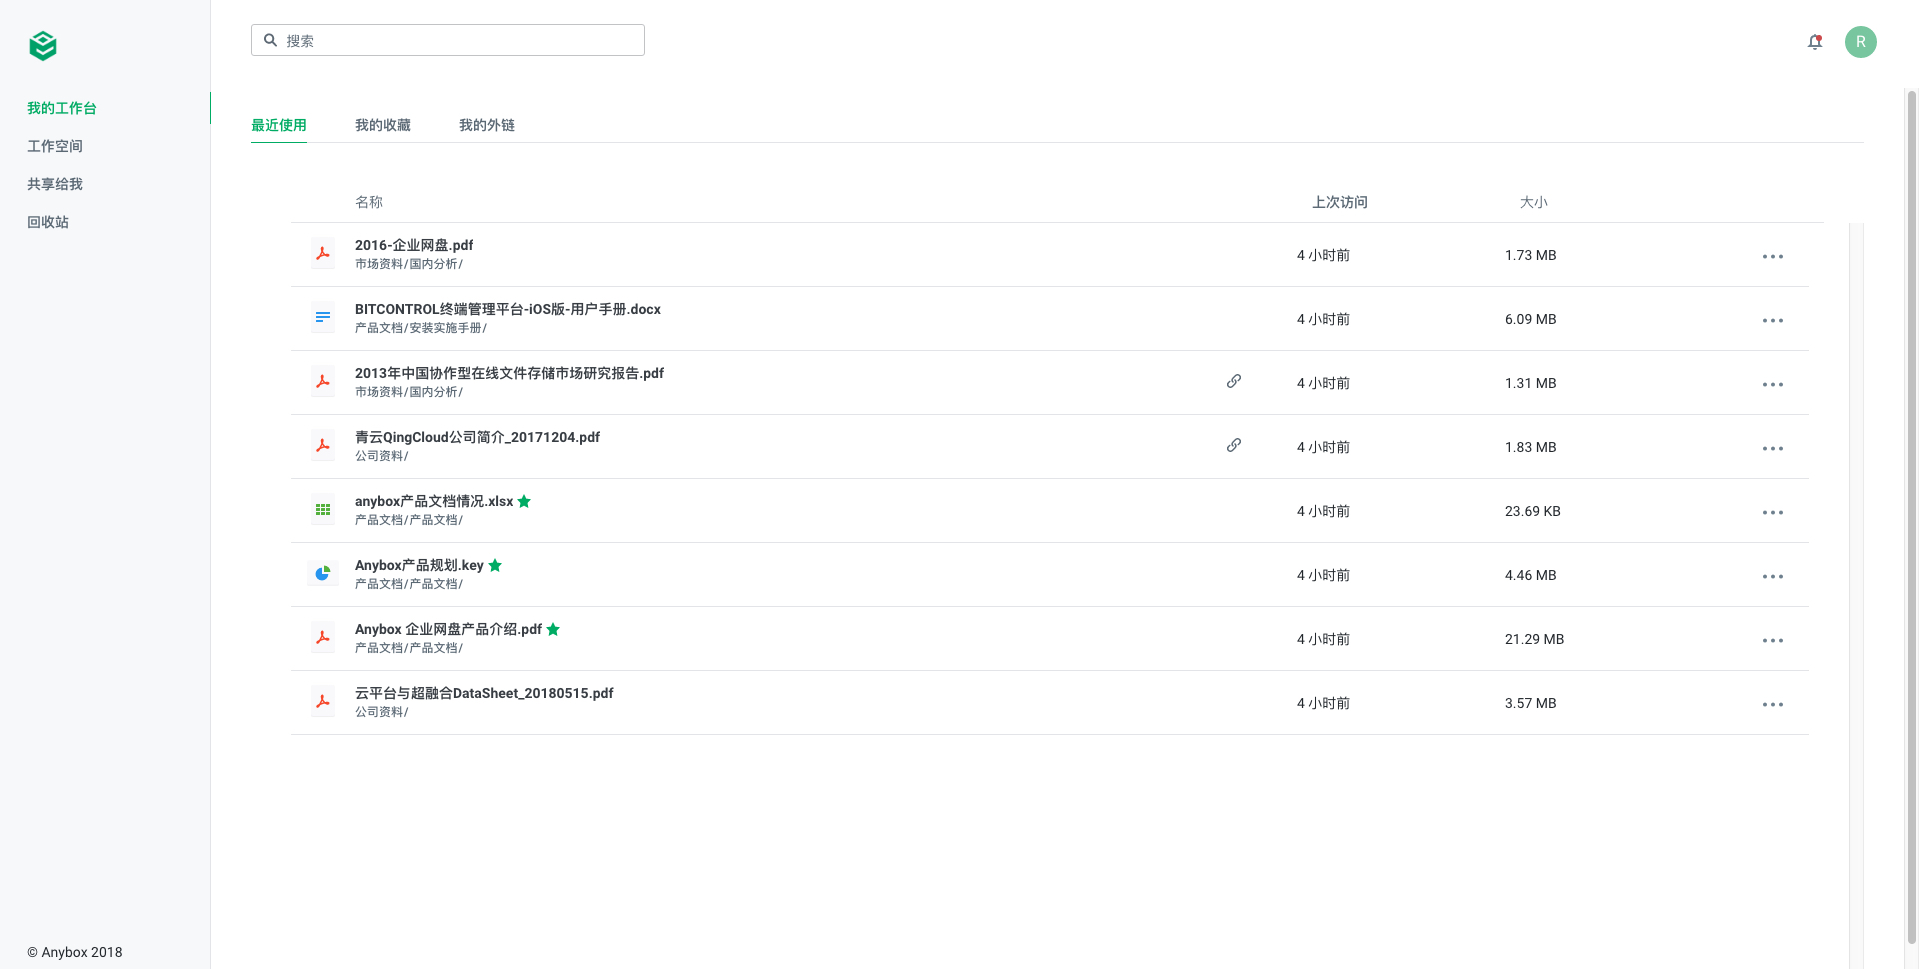 搜索
R
我的工作台
工作空间
共享给我
回收站
最近使用
我的收藏
我的外链
名称
上次访问
大小
2016-企业网盘.pdf
市场资料/国内分析/
4 小时前
1.73 MB
BITCONTROL终端管理平台-iOS版-用户手册.docx
产品文档/安装实施手册/
4 小时前
6.09 MB
2013年中国协作型在线文件存储市场研究报告.pdf
市场资料/国内分析/
4 小时前
1.31 MB
青云QingCloud公司简介_20171204.pdf
公司资料/
4 小时前
1.83 MB
anybox产品文档情况.xlsx
产品文档/产品文档/
4 小时前
23.69 KB
Anybox产品规划.key
产品文档/产品文档/
4 小时前
4.46 MB
Anybox 企业网盘产品介绍.pdf
产品文档/产品文档/
4 小时前
21.29 MB
云平台与超融合DataSheet_20180515.pdf
公司资料/
4 小时前
3.57 MB
© Anybox 2018